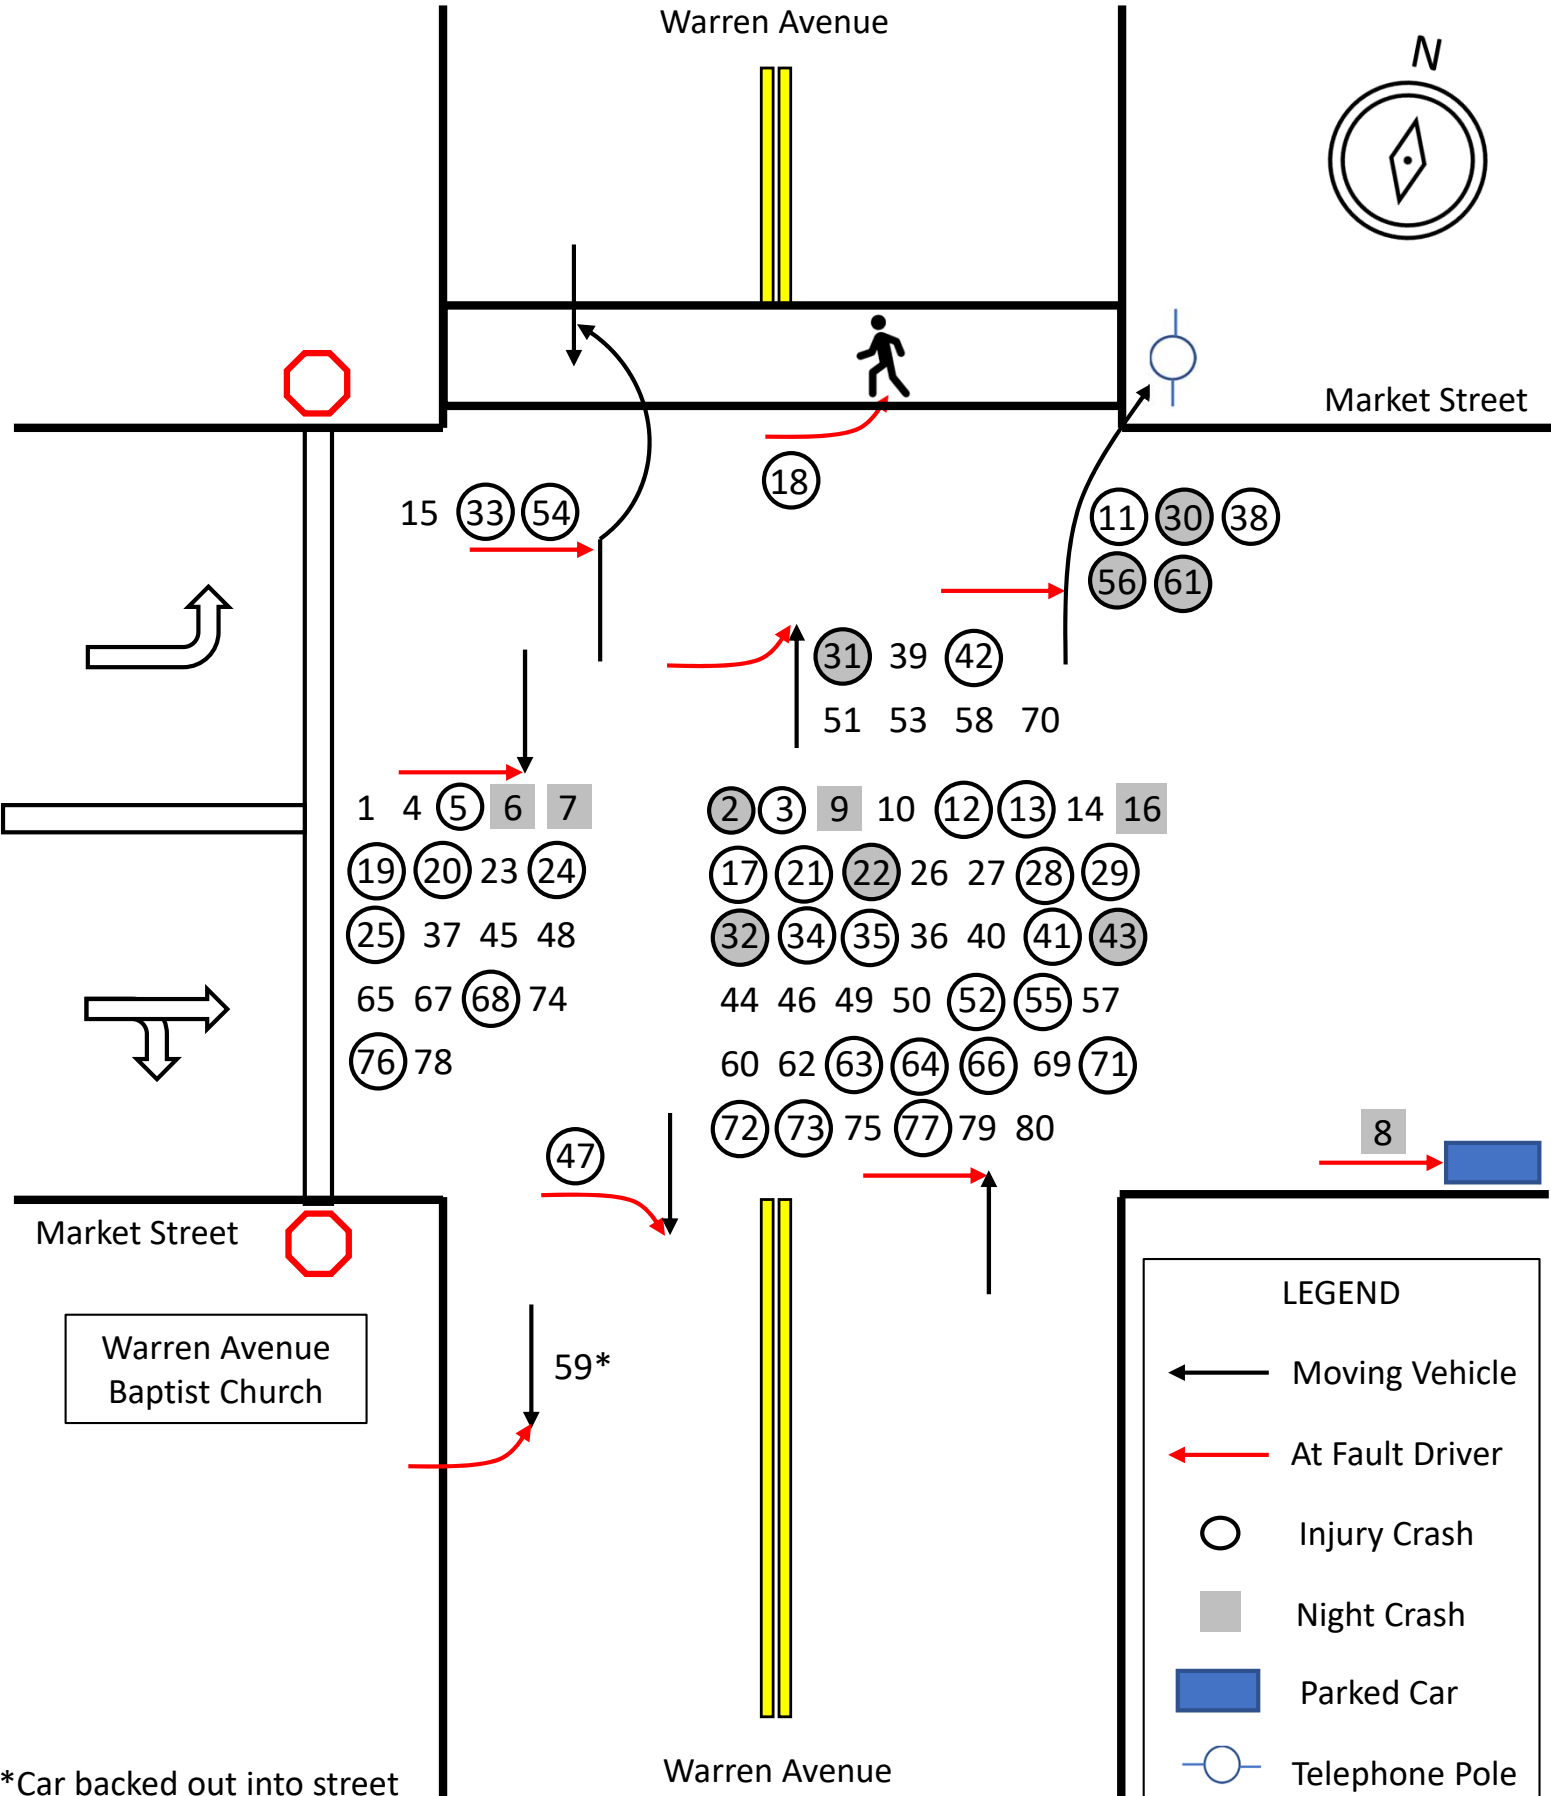 Warren Avenue
N
Market Street
18
15 33 54
11 30 38
56 61
31 39 42
51 53 58 70
1 4 5 6 7
19 20 23 24
25 37 45 48
65 67 68 74
76 78
2 3 9 10 12 13 14 16
17 21 22 26 27 28 29
32 34 35 36 40 41 43
44 46 49 50 52 55 57
60 62 63 64 66 69 71
72 73 75 77 79 80
47
8
Market Street
Warren Avenue
Baptist Church
59*
LEGEND
Moving Vehicle
At Fault Driver
Injury Crash
Night Crash
Parked Car
Telephone Pole
Warren Avenue
*Car backed out into street